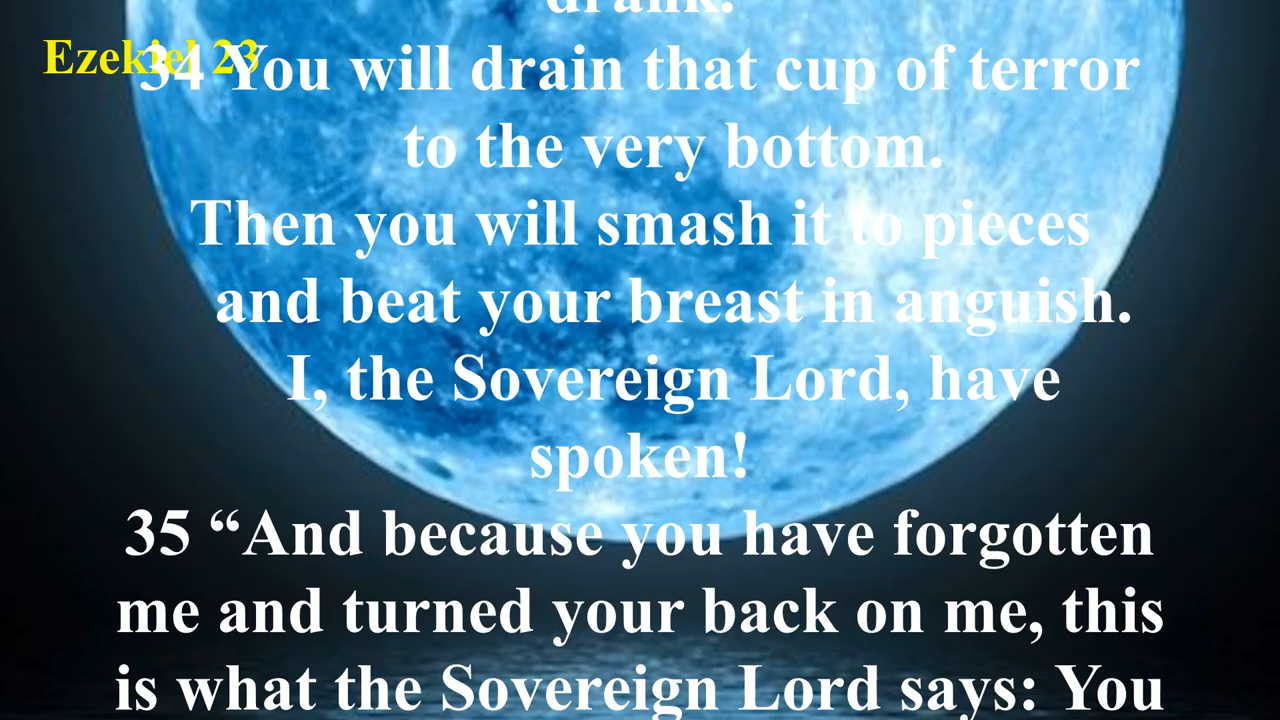 drank.
Ezekiel 23
34 You will drain that cup of terror
to the very bottom.
Then you will smash it to pieces
and beat your breast in anguish.
I, the Sovereign Lord, have
spoken!
35 “And because you have forgotten
me and turned your back on me, this
is what the Sovereign Lord says: You